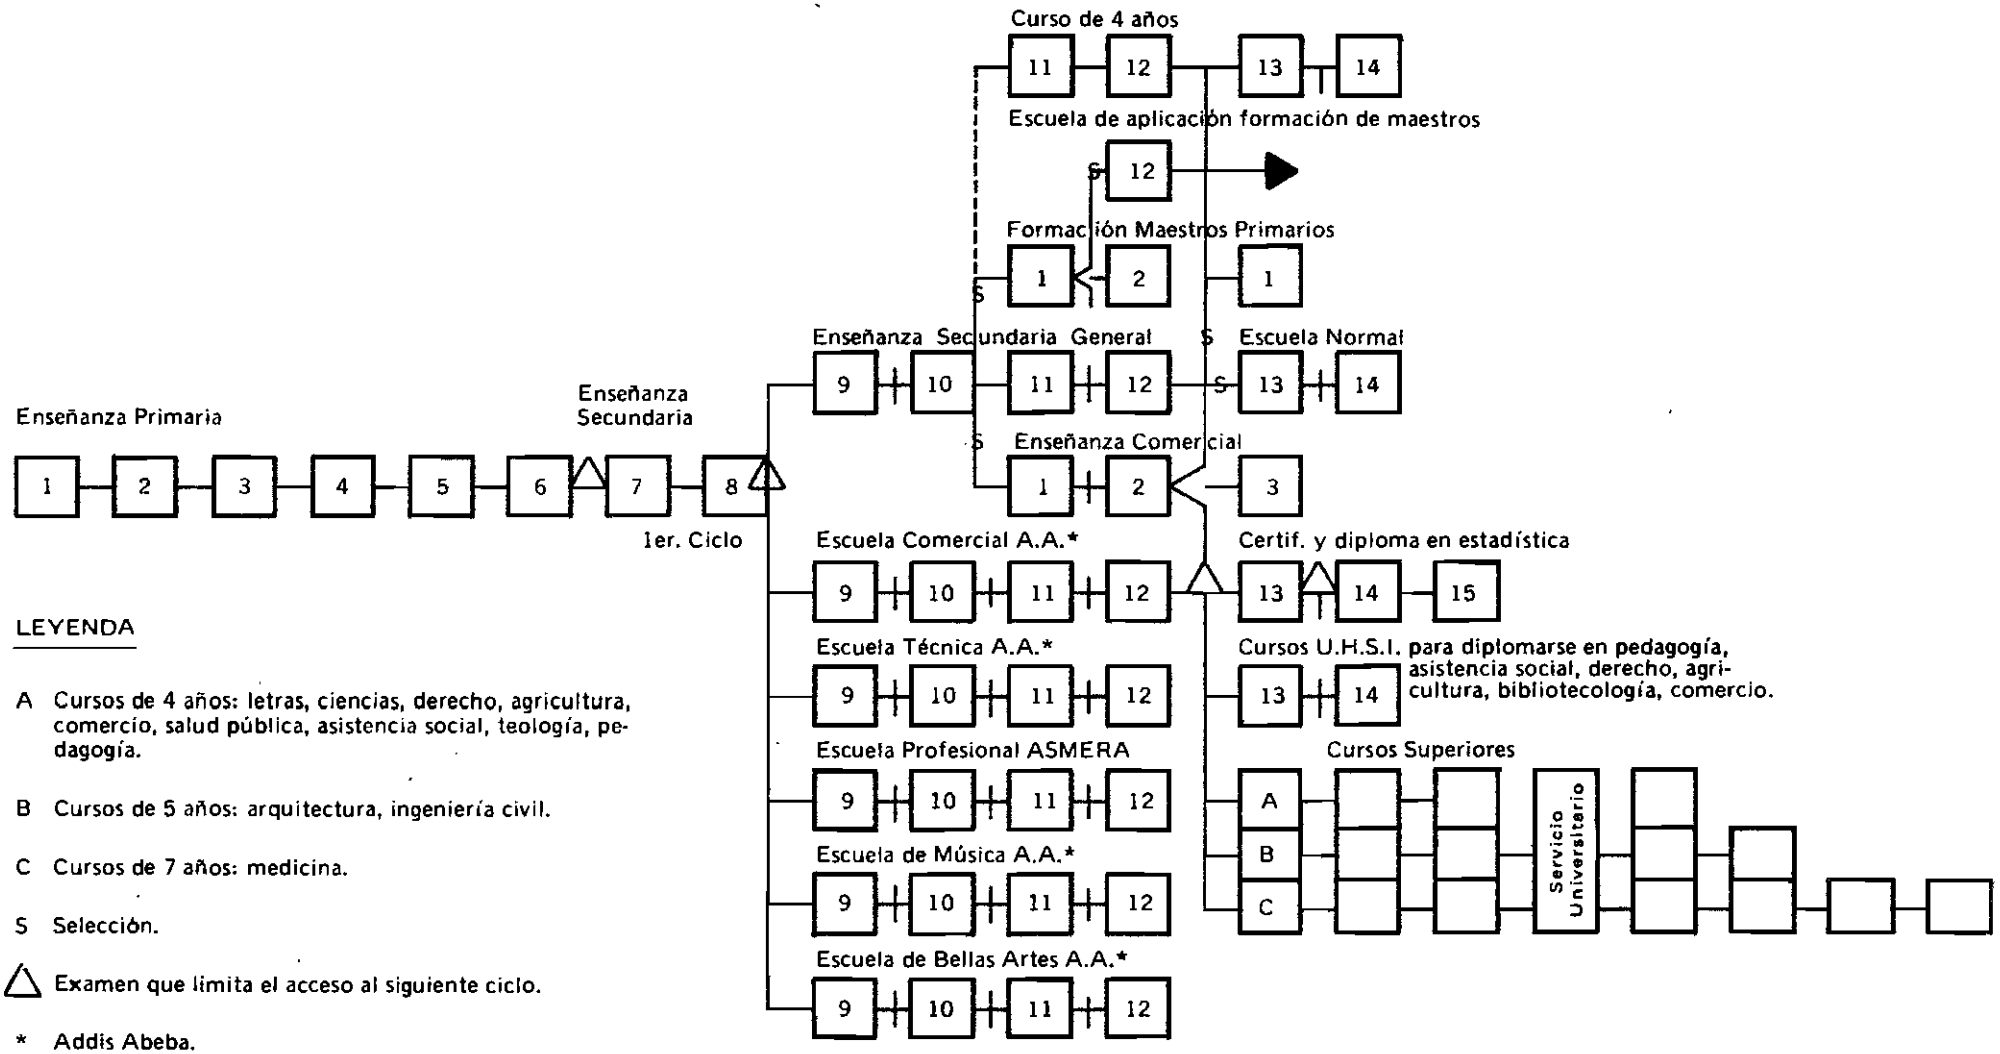 Curso de 4 años
11 12 13 14
Escuela de aplicación formación de maestros
S 12
Formación Maestros Primarios
S 1 2 1
Enseñanza Secundaria General S Escuela Normal
9 10 11 12 S 13 14
Enseñanza Primaria
Enseñanza
Secundaria
S Enseñanza Comercial
1 2 3 4 5 6 7 8
1 2 3
1er. Ciclo
Escuela Comercial A.A.*
Certif. y diploma en estadística
9 10 11 12 13 14 15
Escuela Técnica A.A.*
Cursos U.H.S.I. para diplomarse en pedagogía,
asistencia social, derecho, agri-
cultura, bibliotecología, comercio.
9 10 11 12 13 14
Escuela Profesional ASMERA
Cursos Superiores
9 10 11 12 A
Escuela de Música A.A.*
B
Servicio
Universitario
9 10 11 12 C
Escuela de Bellas Artes A.A.*
9 10 11 12
LEYENDA
A Cursos de 4 años: letras, ciencias, derecho, agricultura,
comercio, salud pública, asistencia social, teología, pe-
dagogía.
B Cursos de 5 años: arquitectura, ingeniería civil.
C Cursos de 7 años: medicina.
S Selección.
Examen que limita el acceso al siguiente ciclo.
* Addis Abeba.